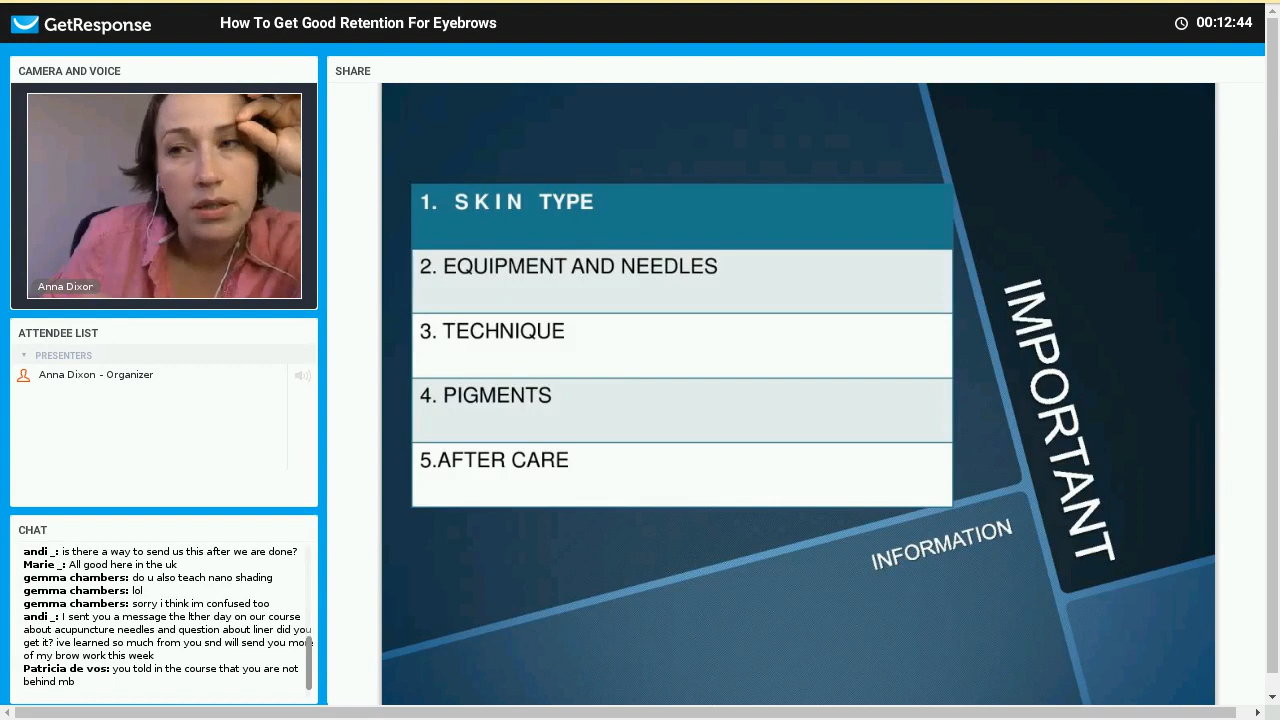 GetResponse
How To Get Good Retention For Eyebrows
00:12:44
CAMERA AND VOICE
Anna Dixon
ATTENDEE LIST
PRESENTERS
Anna Dixon - Organizer
CHAT
andi _: is there a way to send us this after we are done?
Marie _: All good here in the uk
gemma chambers: do u also teach nano shading
gemma chambers: lol
gemma chambers: sorry i think im confused too
andi _: I sent you a message the lther day on our course
about acupuncture needles and question about liner did you
get it? ive learned so much from you snd will send you more
of my brow work this week
Patricia de vos: you told in the course that you are not
behind mb
SHARE
1. SKIN TYPE
2. EQUIPMENT AND NEEDLES
3. TECHNIQUE
4. PIGMENTS
5.AFTER CARE
IMPORTANT
INFORMATION